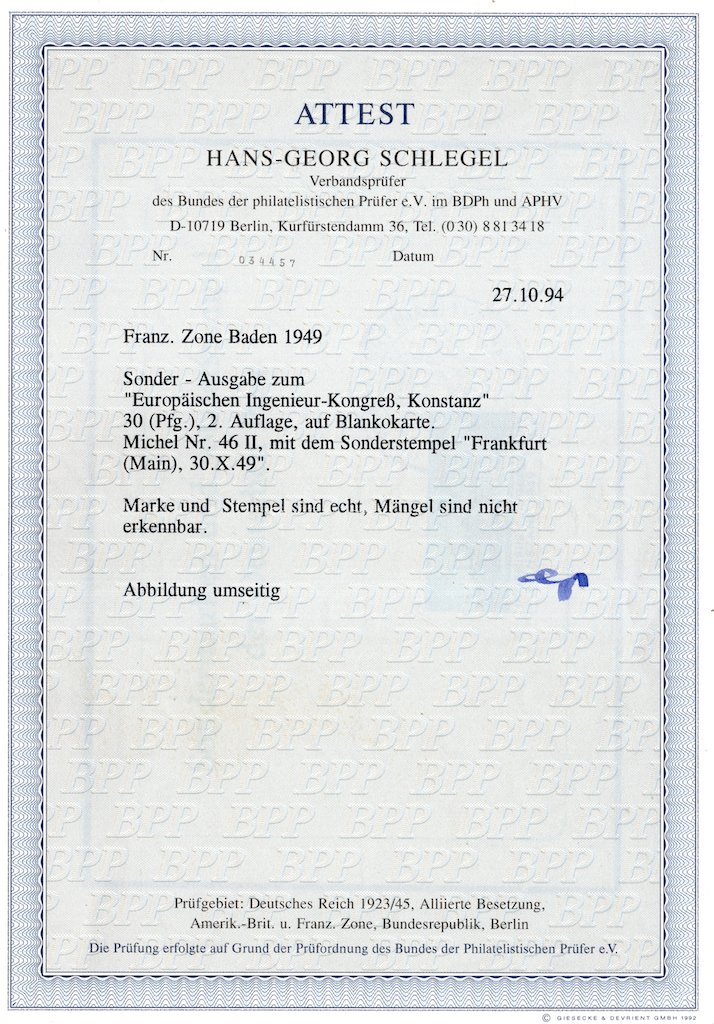 ATTEST
HANS-GEORG SCHLEGEL
Verbandsprüfer
des Bundes der philatelistischen Prüfer e.V. im BDPh und APHV
D-10719 Berlin, Kurfürstendamm 36, Tel. (0 30) 8 81 34 18
Nr. 034457 Datum
27.10.94
Franz. Zone Baden 1949
Sonder - Ausgabe zum
"Europäischen Ingenieur-Kongreß, Konstanz"
30 (Pfg.), 2. Auflage, auf Blankokarte.
Michel Nr. 46 II, mit dem Sonderstempel "Frankfurt
(Main), 30.X.49".
Marke und Stempel sind echt, Mängel sind nicht
erkennbar.
Abbildung umseitig
Prüfgebiet: Deutsches Reich 1923/45, Alliierte Besetzung,
Amerik.-Brit. u. Franz. Zone, Bundesrepublik, Berlin
Die Prüfung erfolgte auf Grund der Prüfordnung des Bundes der Philatelistischen Prüfer e.V.
© GIESECKE & DEVRIENT GMBH 1992